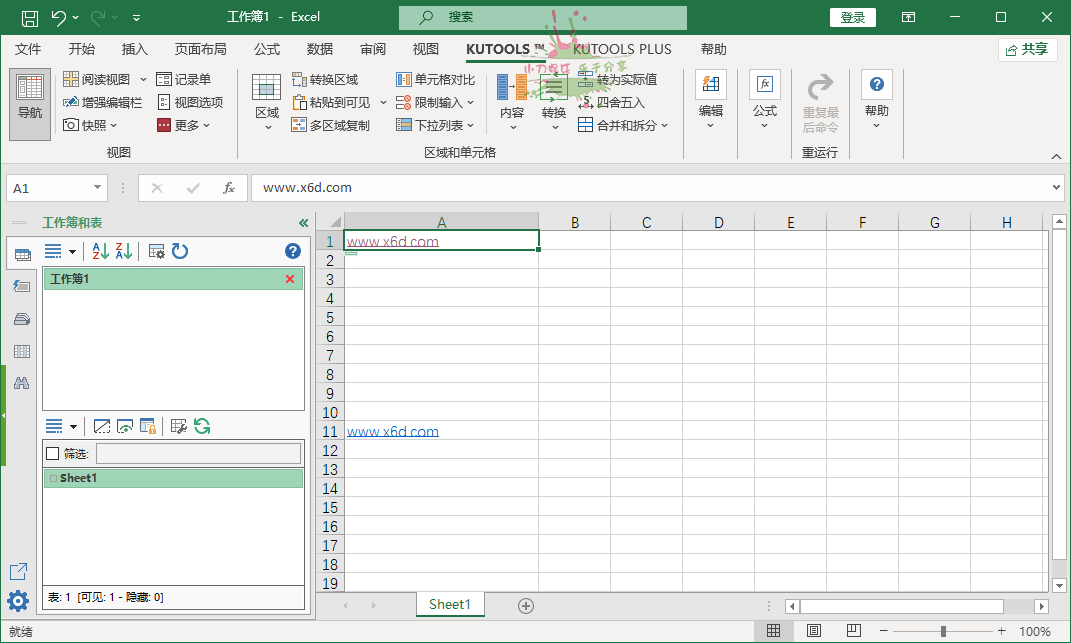 工作簿1 - Excel
搜索
登录
文件 开始 插入 页面布局 公式 数据 审阅 视图 KUTOOLS ™ KUTOOLS PLUS 帮助
共享
小刀娱乐 乐于分享
导航
阅读视图 记录单
增强编辑栏 视图选项
快照 更多
视图
区域
转换区域
粘贴到可见
多区域复制
单元格对比
限制输入
下拉列表
内容
转换
转为实际值
四舍五入
合并和拆分
区域和单元格
编辑
公式
重复最
后命令
重运行
帮助
A1
fx
www.x6d.com
工作簿和表
工作簿1
筛选:
Sheet1
表: 1 [可见: 1 - 隐藏: 0]
A B C D E F G H
1 www.x6d.com
2
3
4
5
6
7
8
9
10
11 www.x6d.com
12
13
14
15
16
17
18
19
Sheet1
就绪
100%